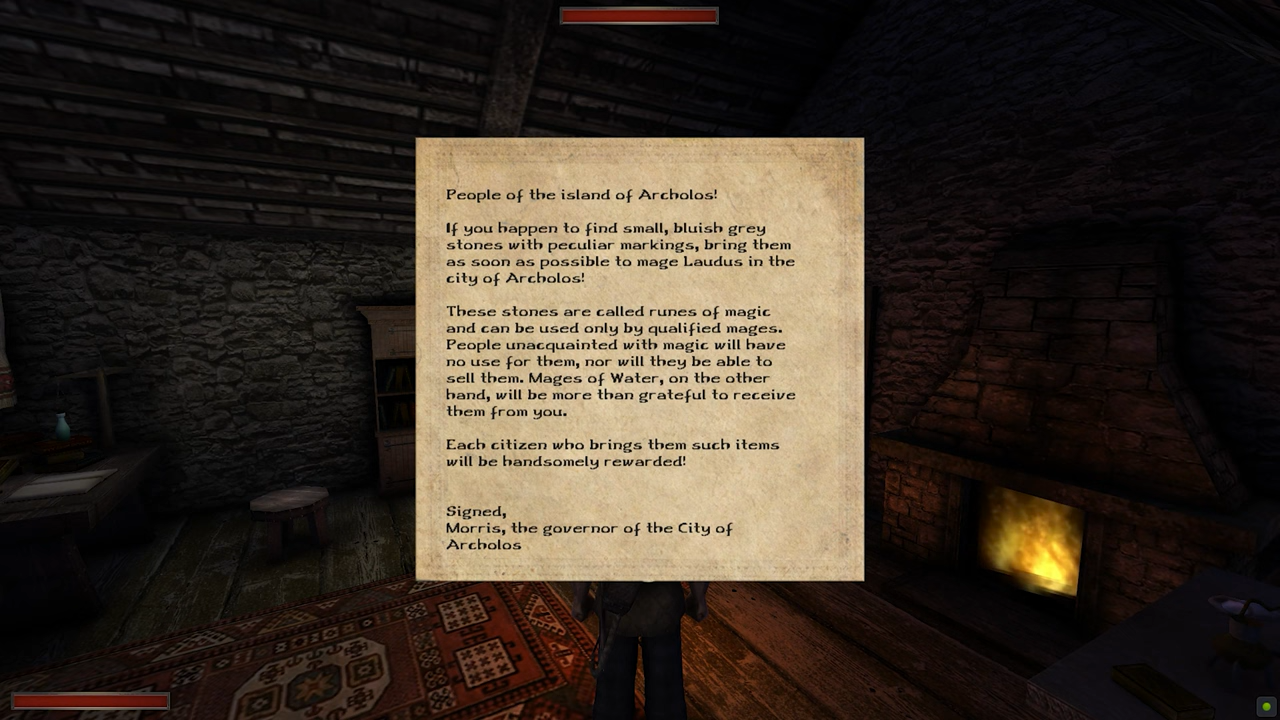 People of the island of Archolos!
If you happen to find small, bluish grey
stones with peculiar markings, bring them
as soon as possible to mage Laudus in the
city of Archolos!
These stones are called runes of magic
and can be used only by qualified mages.
People unacquainted with magic will have
no use for them, nor will they be able to
sell them. Mages of Water, on the other
hand, will be more than grateful to receive
them from you.
Each citizen who brings them such items
will be handsomely rewarded!
Signed,
Morris, the governor of the City of
Archolos